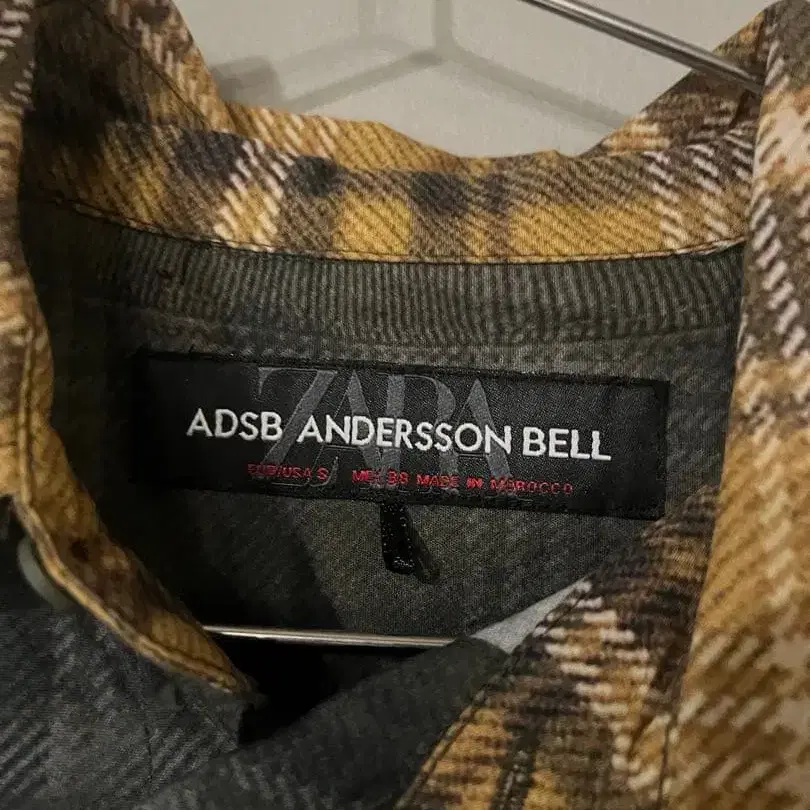 ZARA
ADSB ANDERSSON BELL
EUR/USA S MEX 38 MADE IN MOROCCO